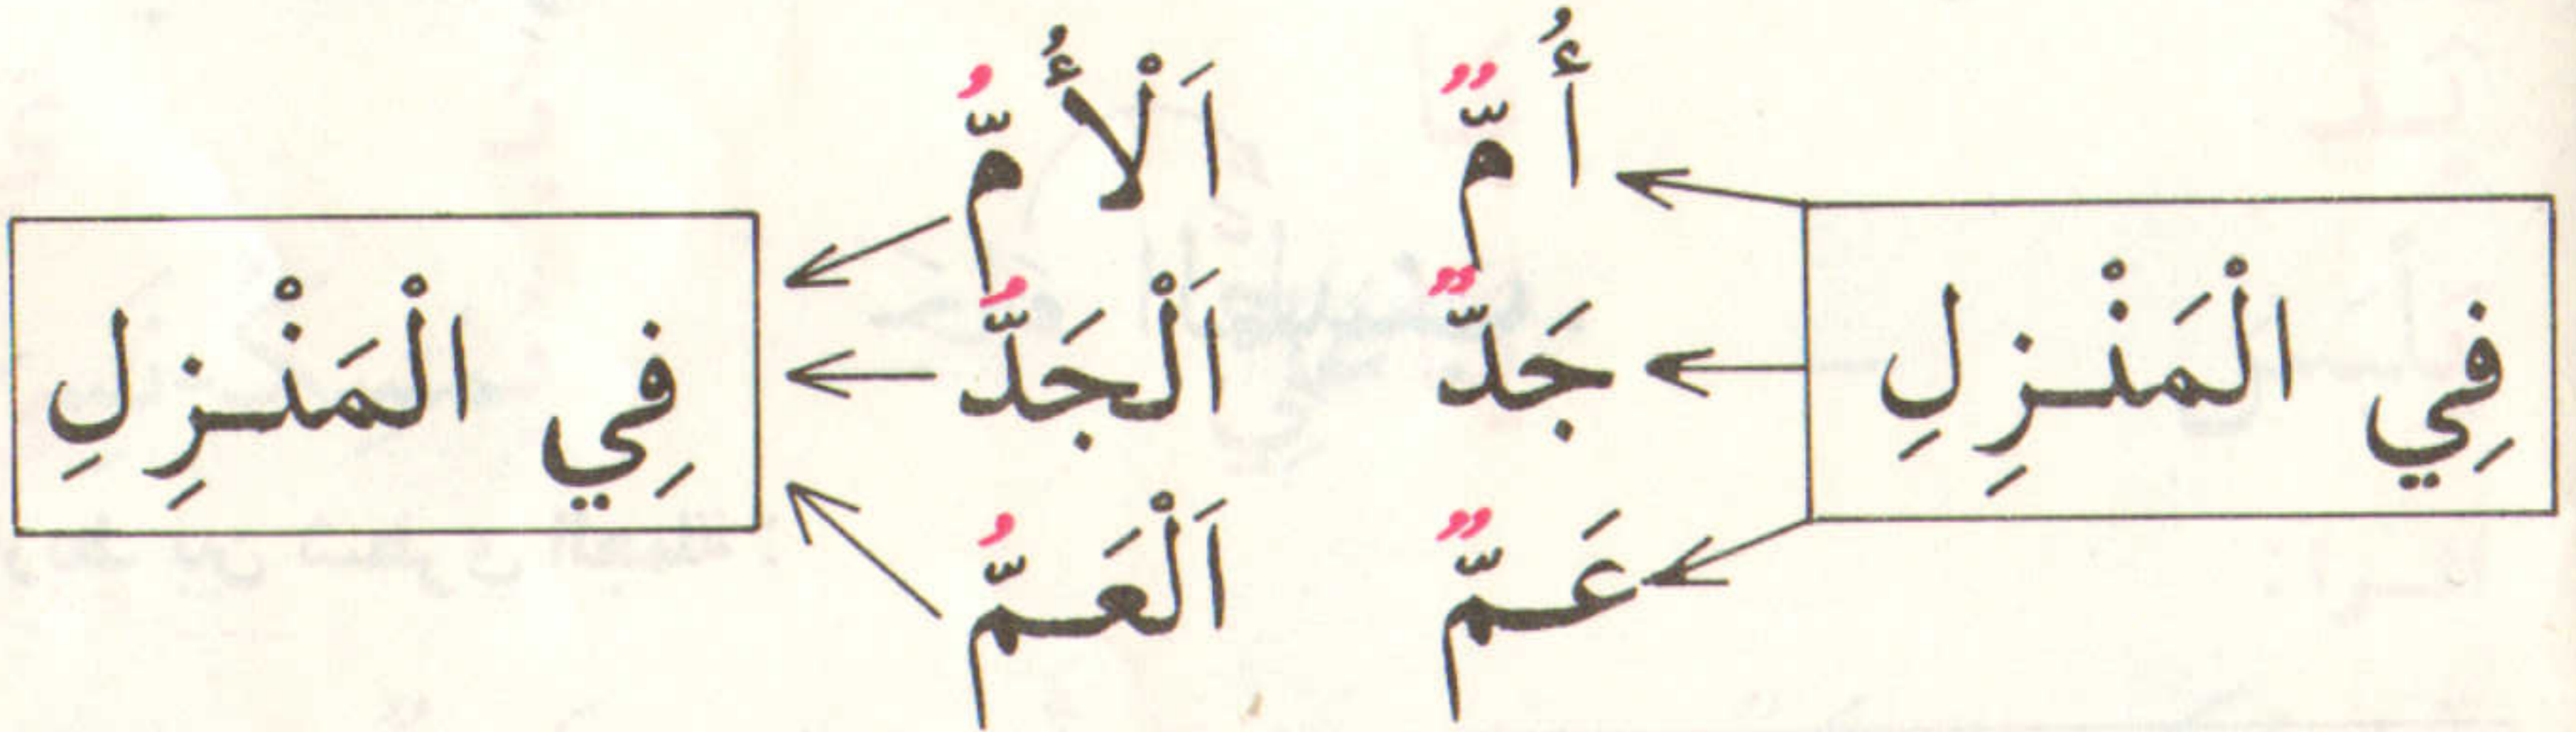 أُمٌّ اَلْأُمُّ
فِي الْمَنْزِلِ جَدٌّ اَلْجَدُّ فِي الْمَنْزِلِ
عَمٌّ اَلْعَمُّ